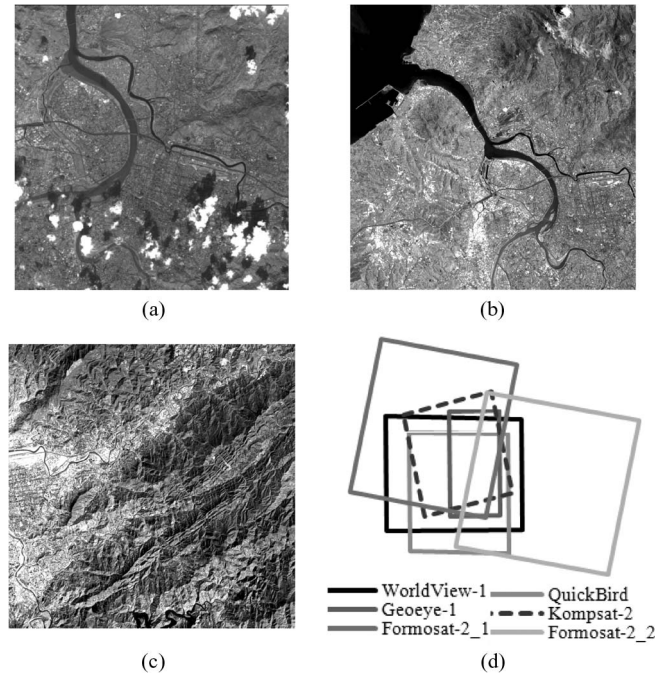 (a)
(b)
(c)
WorldView-1
QuickBird
Geoeye-1
Kompsat-2
Formosat-2_1
Formosat-2_2
(d)